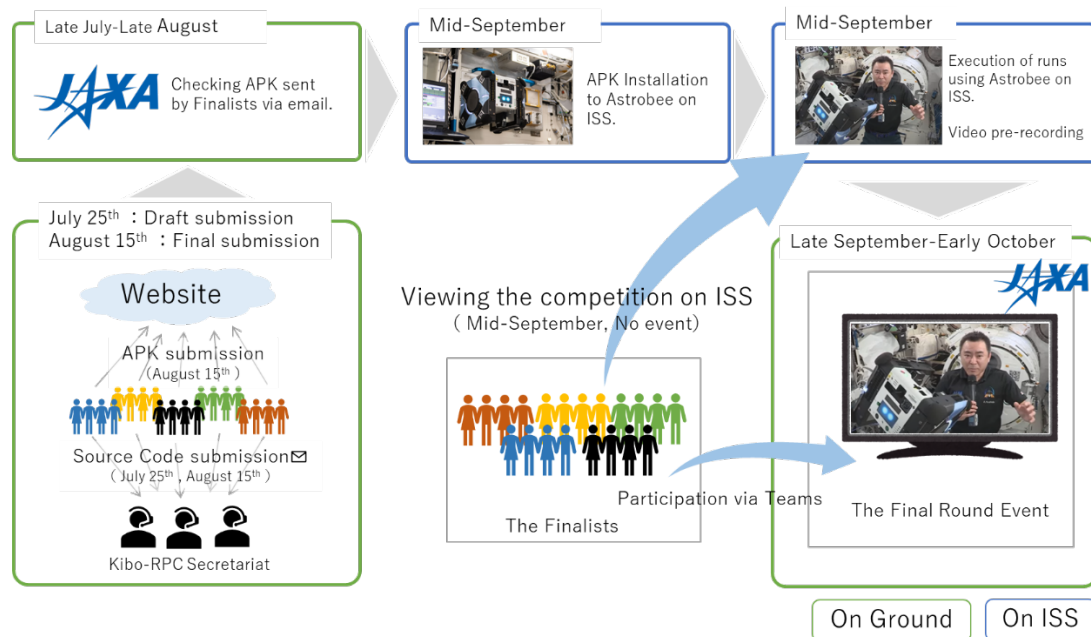 Late July-Late August
JAXA
Checking APK sent
by Finalists via email.
Mid-September
APK Installation
to Astrobee on
ISS.
Mid-September
Execution of runs
using Astrobee on
ISS.
Video pre-recording
July 25th ：Draft submission
August 15th ：Final submission
Website
APK submission
(August 15th )
Source Code submission
( July 25th , August 15th )
Kibo-RPC Secretariat
Viewing the competition on ISS
( Mid-September, No event)
The Finalists
Participation via Teams
Late September-Early October
JAXA
The Final Round Event
On Ground
On ISS